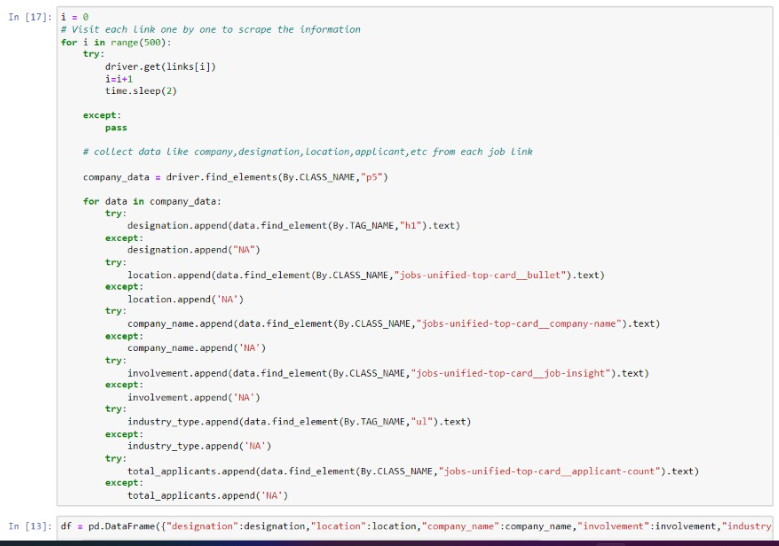 In [17]: i = 0
# Visit each link one by one to scrape the information
for i in range(500):
    try:
        driver.get(links[i])
        i=i+1
        time.sleep(2)

    except:
        pass

    # collect data like company,designation,location,applicant,etc from each job link

    company_data = driver.find_elements(By.CLASS_NAME,"p5")

    for data in company_data:
        try:
            designation.append(data.find_element(By.TAG_NAME,"h1").text)
        except:
            designation.append("NA")
        try:
            location.append(data.find_element(By.CLASS_NAME,"jobs-unified-top-card__bullet").text)
        except:
            location.append('NA')
        try:
            company_name.append(data.find_element(By.CLASS_NAME,"jobs-unified-top-card__company-name").text)
        except:
            company_name.append('NA')
        try:
            involvement.append(data.find_element(By.CLASS_NAME,"jobs-unified-top-card__job-insight").text)
        except:
            involvement.append('NA')
        try:
            industry_type.append(data.find_element(By.TAG_NAME,"ul").text)
        except:
            industry_type.append('NA')
        try:
            total_applicants.append(data.find_element(By.CLASS_NAME,"jobs-unified-top-card__applicant-count").text)
        except:
            total_applicants.append('NA')
In [13]: df = pd.DataFrame({"designation":designation,"location":location,"company_name":company_name,"involvement":involvement,"industry